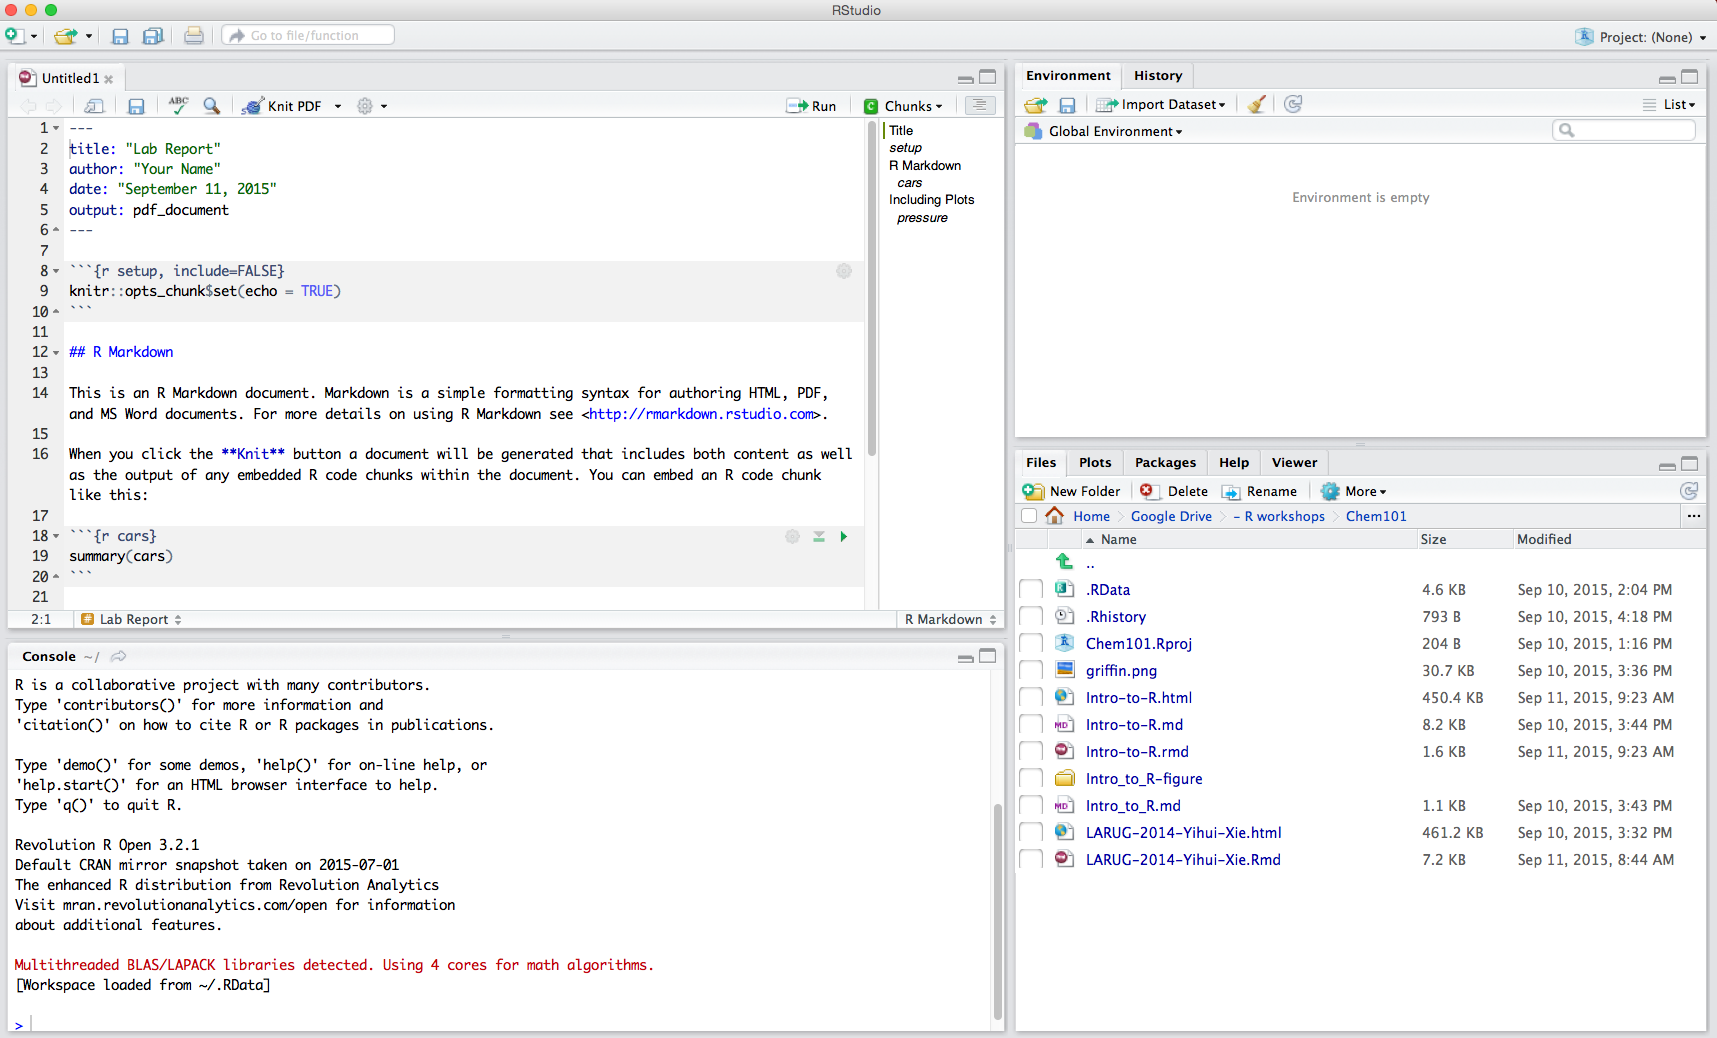 RStudio
Go to file/function
Project: (None)
Untitled1
ABC
Knit PDF
Run
Chunks
1 ---
2 title: "Lab Report"
3 author: "Your Name"
4 date: "September 11, 2015"
5 output: pdf_document
6 ---
7
8 ```{r setup, include=FALSE}
9 knitr::opts_chunk$set(echo = TRUE)
10 ```
11
12 ## R Markdown
13
14 This is an R Markdown document. Markdown is a simple formatting syntax for authoring HTML, PDF,
and MS Word documents. For more details on using R Markdown see <http://rmarkdown.rstudio.com>.
15
16 When you click the **Knit** button a document will be generated that includes both content as well
as the output of any embedded R code chunks within the document. You can embed an R code chunk
like this:
17
18 ```{r cars}
19 summary(cars)
20 ```
21
Title
setup
R Markdown
cars
Including Plots
pressure
2:1 # Lab Report R Markdown
Console ~/
R is a collaborative project with many contributors.
Type 'contributors()' for more information and
'citation()' on how to cite R or R packages in publications.
Type 'demo()' for some demos, 'help()' for on-line help, or
'help.start()' for an HTML browser interface to help.
Type 'q()' to quit R.
Revolution R Open 3.2.1
Default CRAN mirror snapshot taken on 2015-07-01
The enhanced R distribution from Revolution Analytics
Visit mran.revolutionanalytics.com/open for information
about additional features.
Multithreaded BLAS/LAPACK libraries detected. Using 4 cores for math algorithms.
[Workspace loaded from ~/.RData]
>
Environment History
Import Dataset List
Global Environment
Environment is empty
Files Plots Packages Help Viewer
New Folder Delete Rename More
Home Google Drive - R workshops Chem101 ...
Name Size Modified
..
.RData 4.6 KB Sep 10, 2015, 2:04 PM
.Rhistory 793 B Sep 10, 2015, 4:18 PM
Chem101.Rproj 204 B Sep 10, 2015, 1:16 PM
griffin.png 30.7 KB Sep 10, 2015, 3:36 PM
Intro-to-R.html 450.4 KB Sep 11, 2015, 9:23 AM
MD Intro-to-R.md 8.2 KB Sep 10, 2015, 3:44 PM
Intro-to-R.rmd 1.6 KB Sep 11, 2015, 9:23 AM
Intro_to_R-figure
MD Intro_to_R.md 1.1 KB Sep 10, 2015, 3:43 PM
LARUG-2014-Yihui-Xie.html 461.2 KB Sep 10, 2015, 3:32 PM
LARUG-2014-Yihui-Xie.Rmd 7.2 KB Sep 11, 2015, 8:44 AM